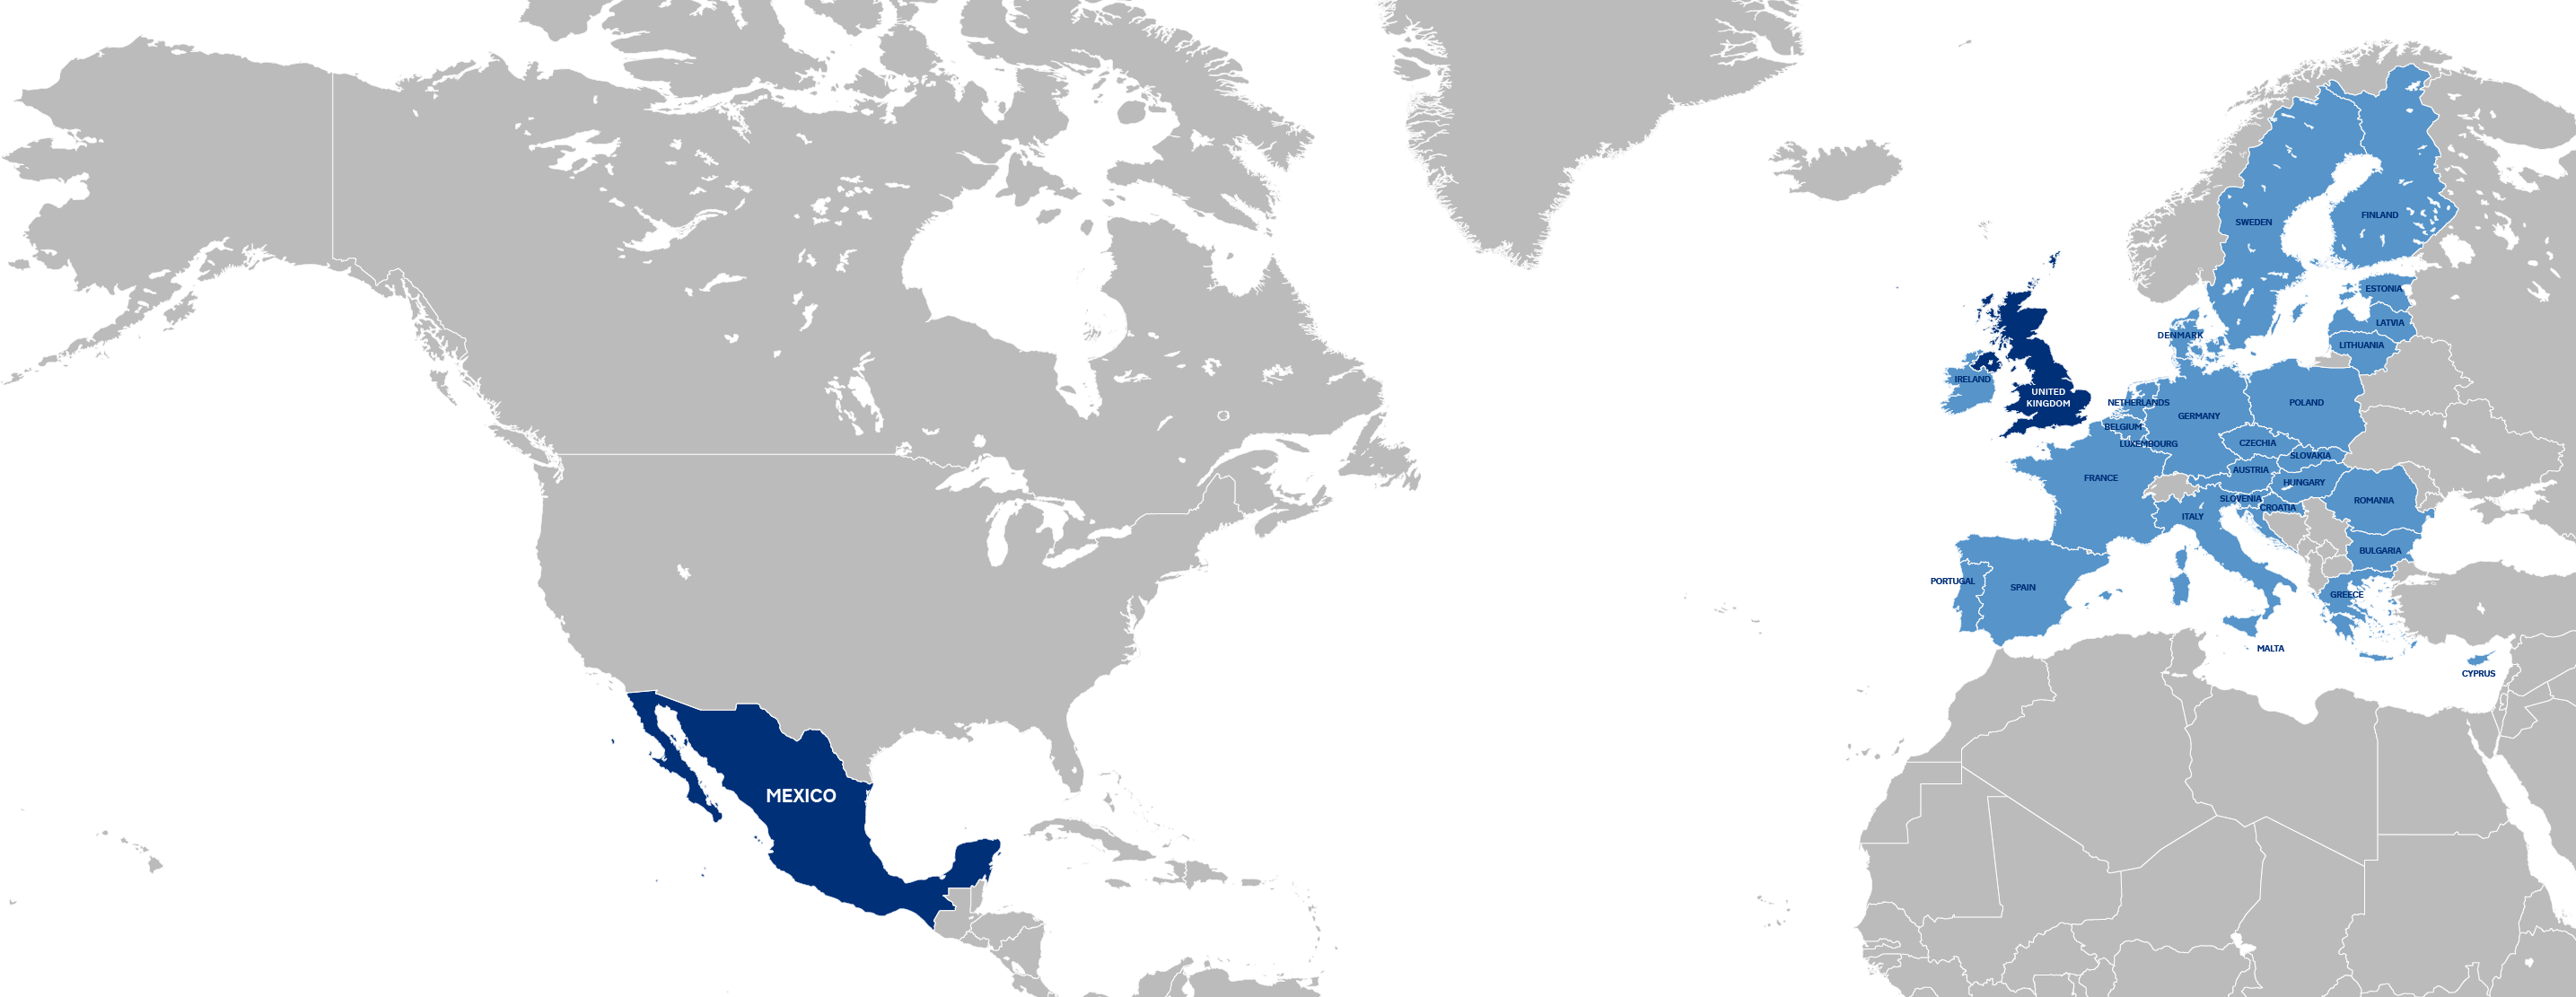 SWEDEN
FINLAND
ESTONIA
LATVIA
DENMARK
LITHUANIA
IRELAND
UNITED
KINGDOM
NETHERLANDS
POLAND
GERMANY
BELGIUM
LUXEMBOURG
CZECHIA
SLOVAKIA
AUSTRIA
FRANCE
HUNGARY
SLOVENIA
ROMANIA
CROATIA
ITALY
BULGARIA
PORTUGAL
SPAIN
GREECE
MALTA
CYPRUS
MEXICO